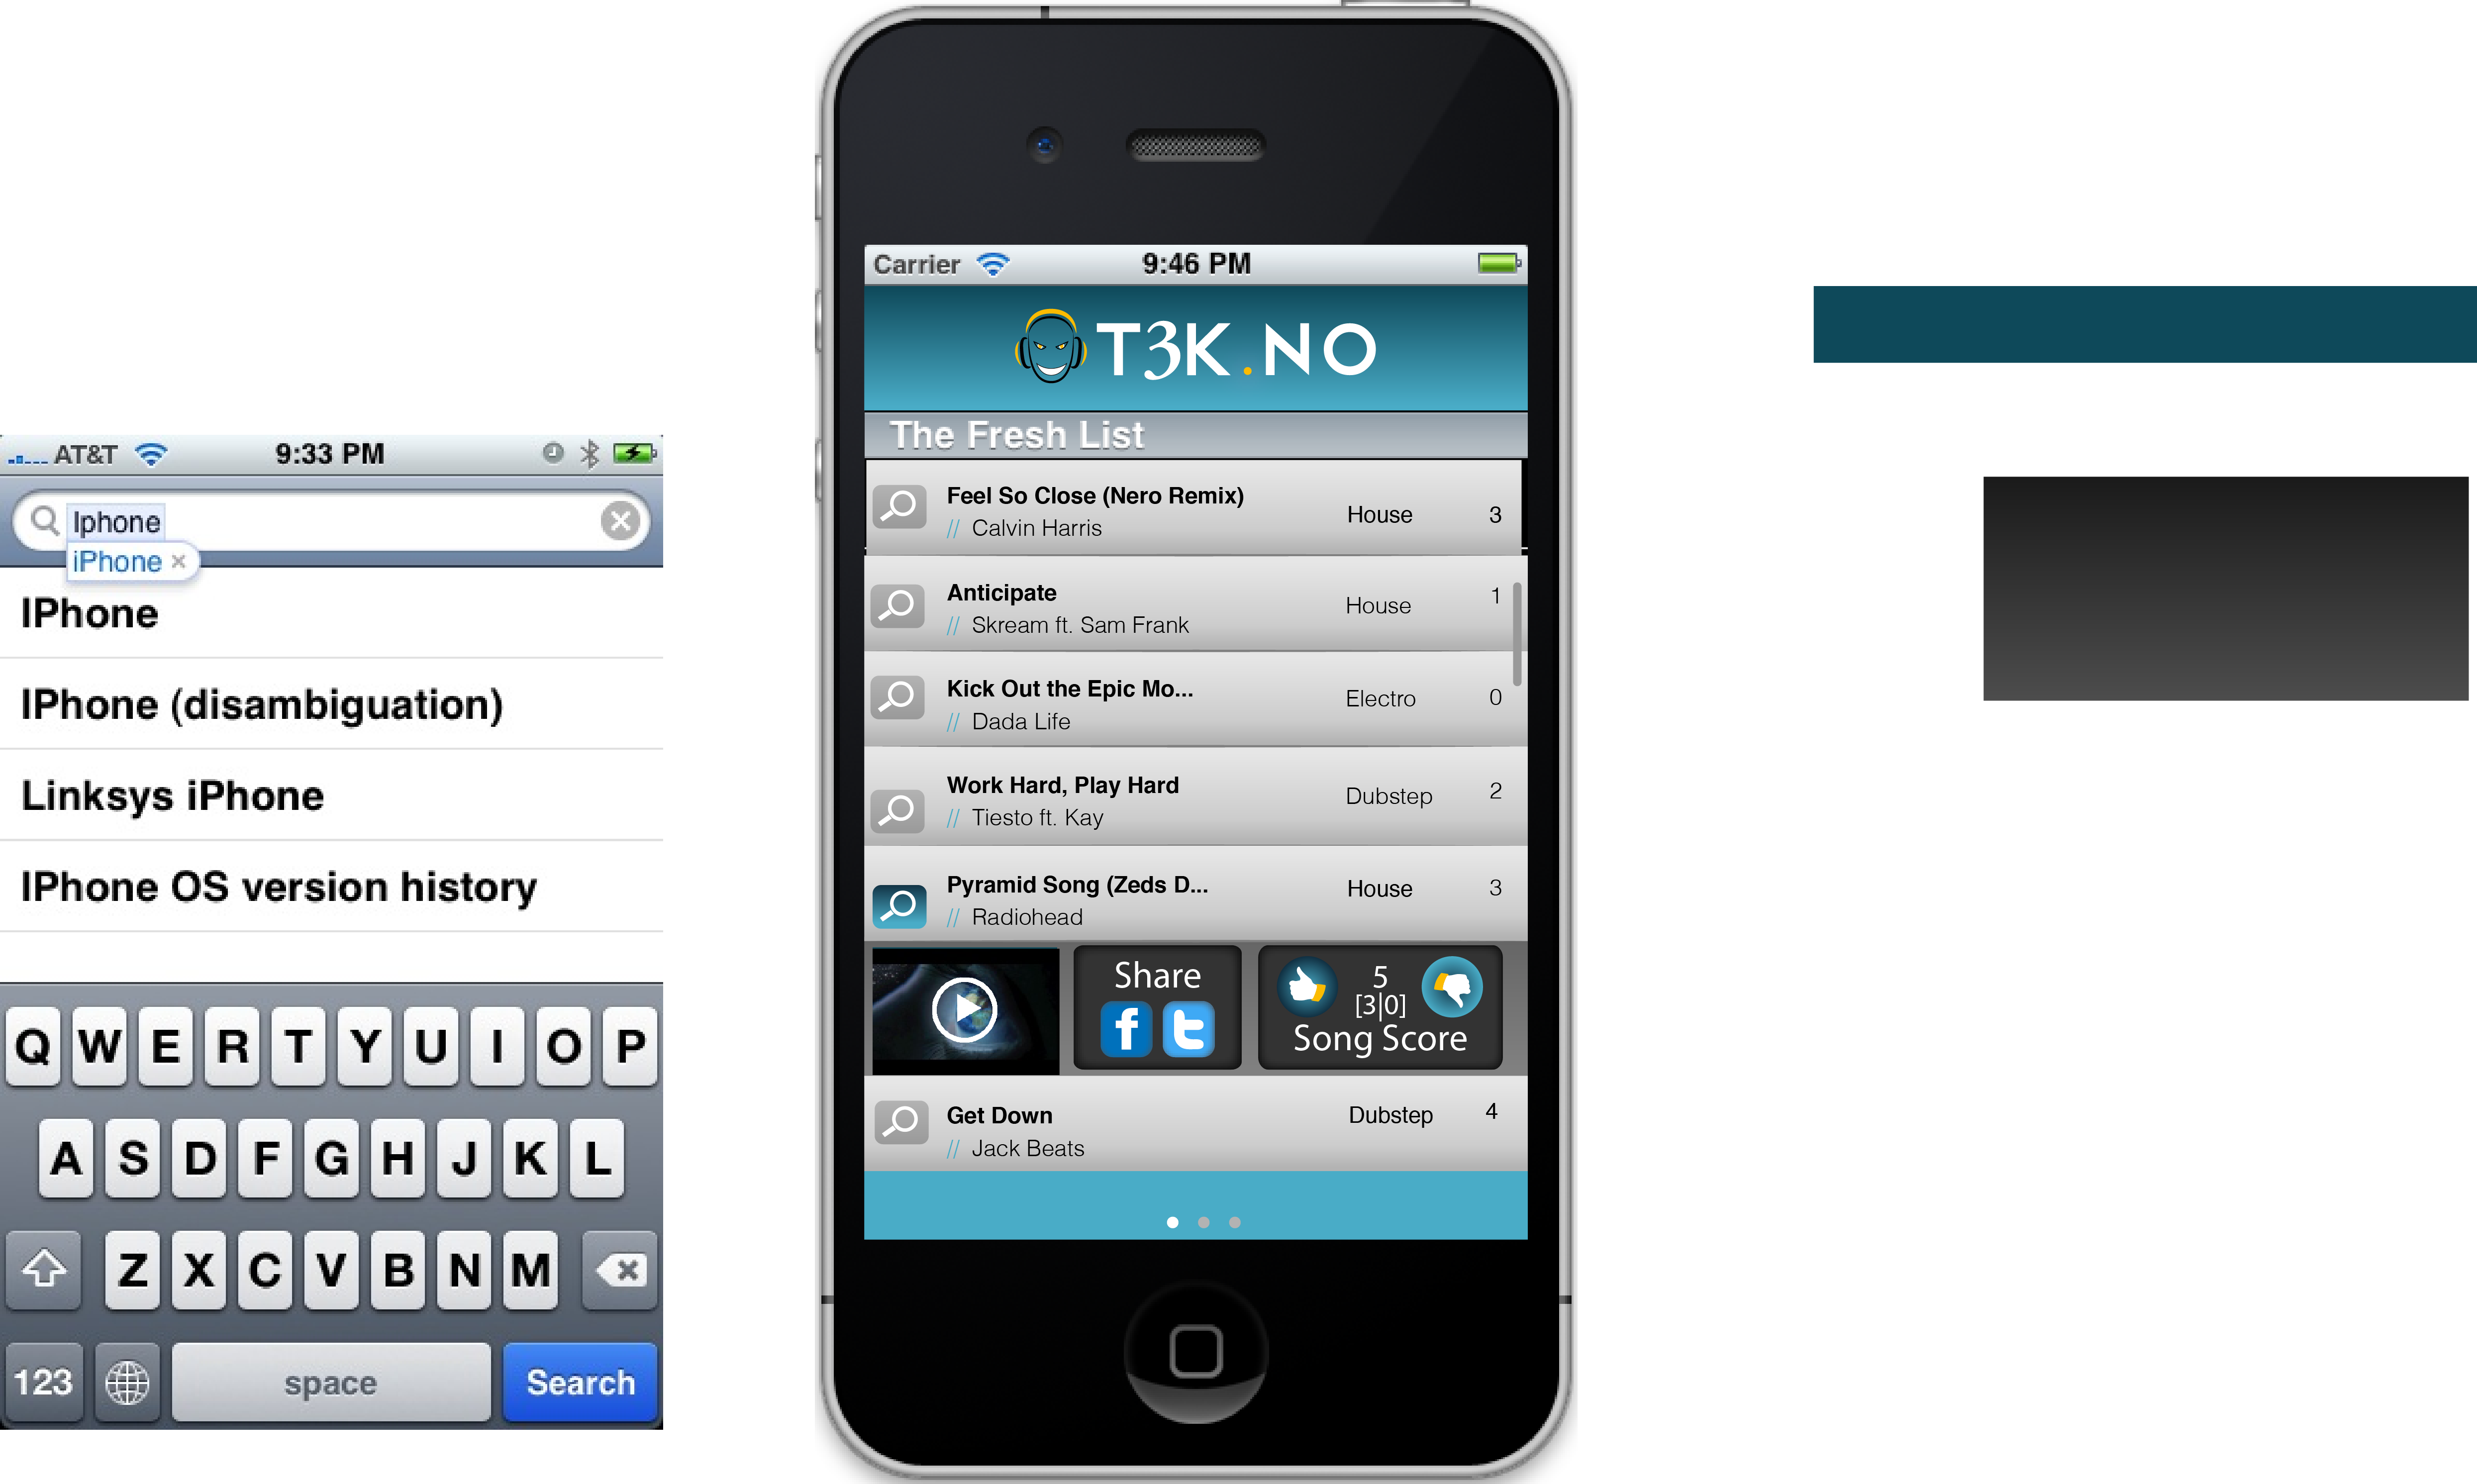 AT&T 9:33 PM
Iphone
iPhone ×
IPhone
IPhone (disambiguation)
Linksys iPhone
IPhone OS version history
Q W E R T Y U I O P
A S D F G H J K L
Z X C V B N M
123 space Search
Carrier 9:46 PM
T3K.NO
The Fresh List
Feel So Close (Nero Remix)
// Calvin Harris
House 3
Anticipate
// Skream ft. Sam Frank
House 1
Kick Out the Epic Mo...
// Dada Life
Electro 0
Work Hard, Play Hard
// Tiesto ft. Kay
Dubstep 2
Pyramid Song (Zeds D...
// Radiohead
House 3
Share
f t
5
[3|0]
Song Score
Get Down
// Jack Beats
Dubstep 4